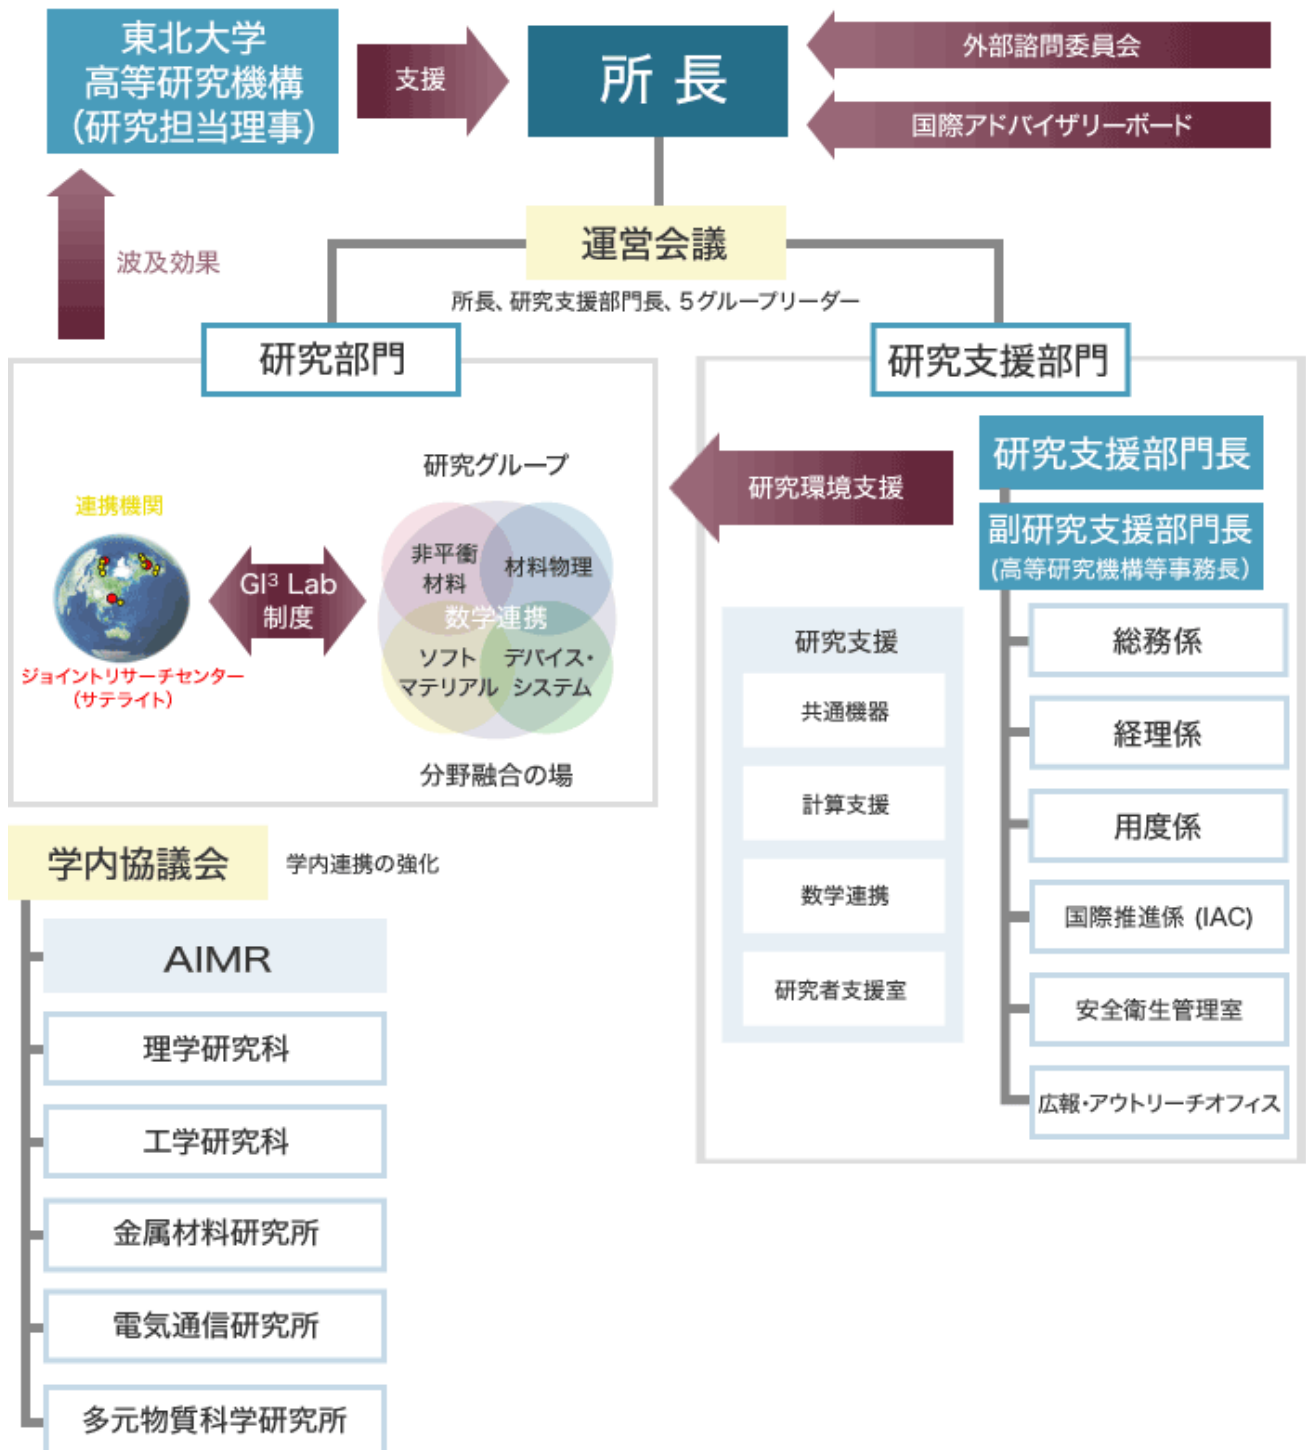 東北大学
高等研究機構
(研究担当理事)
支援
所 長
外部諮問委員会
国際アドバイザリーボード
波及効果
運営会議
所長、研究支援部門長、5グループリーダー
研究部門
研究グループ
連携機関
GI³ Lab
制度
ジョイントリサーチセンター
(サテライト)
非平衡
材料
材料物理
数学連携
ソフト
マテリアル
デバイス・
システム
分野融合の場
研究支援部門
研究環境支援
研究支援部門長
副研究支援部門長
(高等研究機構等事務長)
研究支援
共通機器
計算支援
数学連携
研究者支援室
総務係
経理係
用度係
国際推進係 (IAC)
安全衛生管理室
広報・アウトリーチオフィス
学内協議会
学内連携の強化
AIMR
理学研究科
工学研究科
金属材料研究所
電気通信研究所
多元物質科学研究所